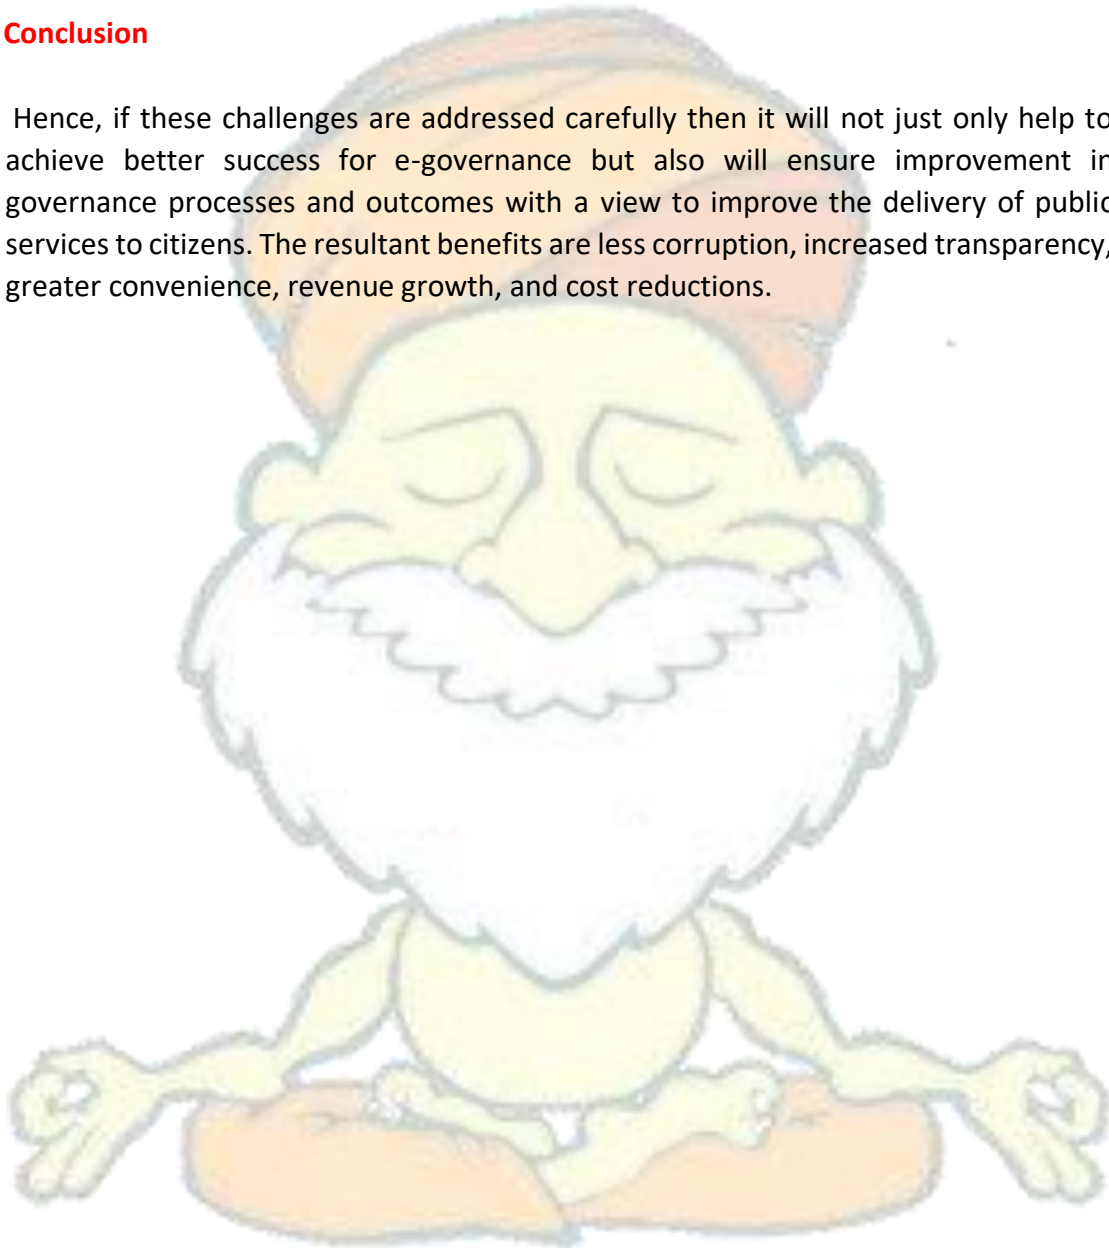 Conclusion
Hence, if these challenges are addressed carefully then it will not just only help to
achieve better success for e-governance but also will ensure improvement in
governance processes and outcomes with a view to improve the delivery of public
services to citizens. The resultant benefits are less corruption, increased transparency,
greater convenience, revenue growth, and cost reductions.